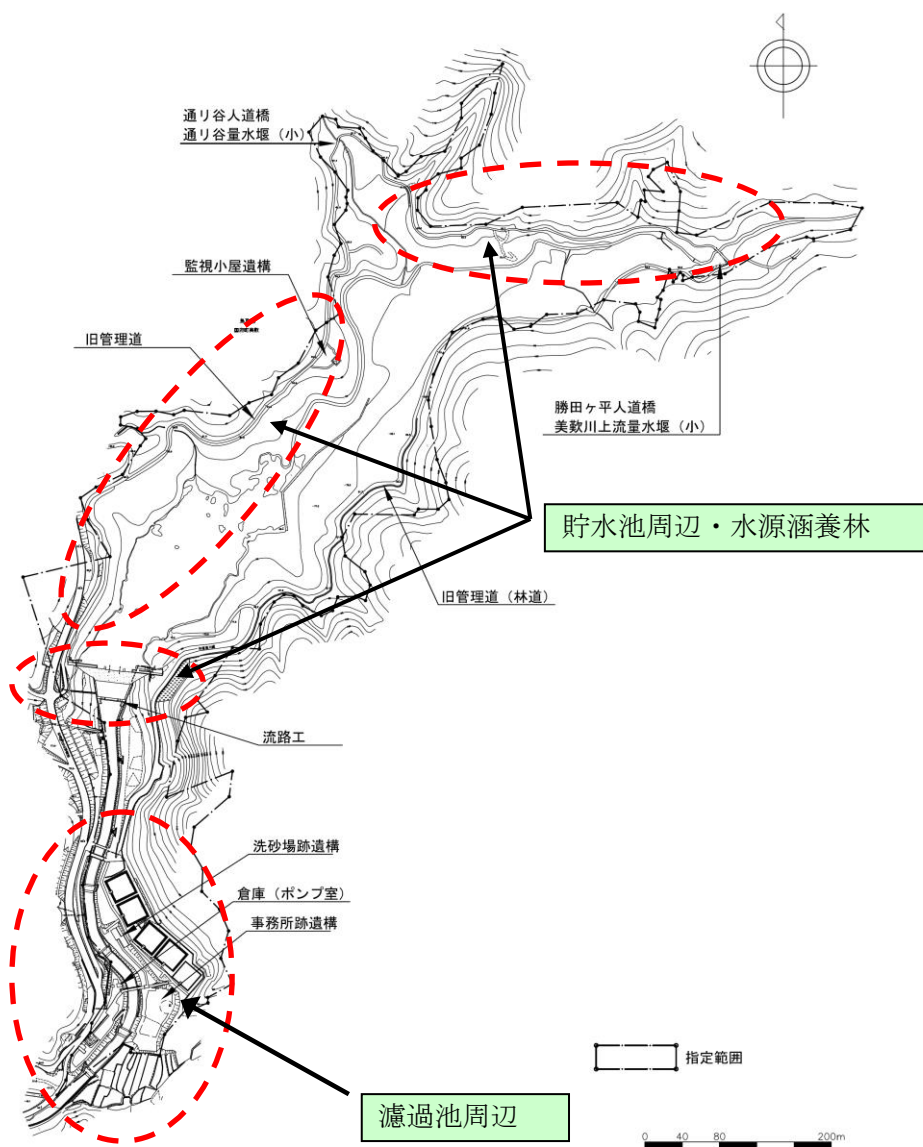 通り谷人道橋
通り谷量水堰（小）
監視小屋遺構
旧管理道
勝田ヶ平人道橋
美歎川上流量水堰（小）
貯水池周辺・水源涵養林
旧管理道（林道）
流路工
洗砂場跡遺構
倉庫（ポンプ室）
事務所跡遺構
指定範囲
濾過池周辺
0 40 80 200m